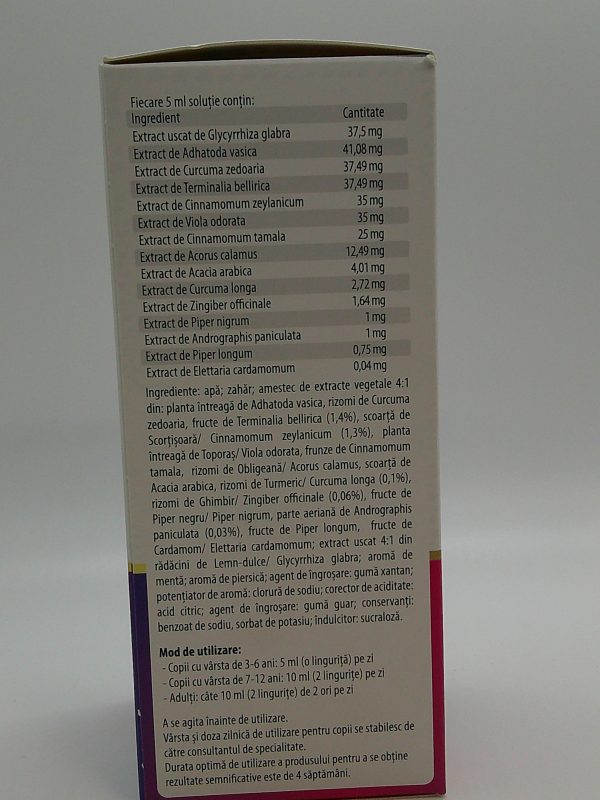 Fiecare 5 ml soluție conțin:
Ingredient Cantitate
Extract uscat de Glycyrrhiza glabra 37,5 mg
Extract de Adhatoda vasica 41,08 mg
Extract de Curcuma zedoaria 37,49 mg
Extract de Terminalia bellirica 37,49 mg
Extract de Cinnamomum zeylanicum 35 mg
Extract de Viola odorata 35 mg
Extract de Cinnamomum tamala 25 mg
Extract de Acorus calamus 12,49 mg
Extract de Acacia arabica 4,01 mg
Extract de Curcuma longa 2,72 mg
Extract de Zingiber officinale 1,64 mg
Extract de Piper nigrum 1 mg
Extract de Andrographis paniculata 1 mg
Extract de Piper longum 0,75 mg
Extract de Elettaria cardamomum 0,04 mg
Ingrediente: apă; zahăr; amestec de extracte vegetale 4:1
din: planta întreagă de Adhatoda vasica, rizomi de Curcuma
zedoaria, fructe de Terminalia bellirica (1,4%), scoarță de
Scorțișoară/ Cinnamomum zeylanicum (1,3%), planta
întreagă de Toporaș/ Viola odorata, frunze de Cinnamomum
tamala, rizomi de Obligeană/ Acorus calamus, scoarță de
Acacia arabica, rizomi de Turmeric/ Curcuma longa (0,1%),
rizomi de Ghimbir/ Zingiber officinale (0,06%), fructe de
Piper negru/ Piper nigrum, parte aeriană de Andrographis
paniculata (0,03%), fructe de Piper longum, fructe de
Cardamom/ Elettaria cardamomum; extract uscat 4:1 din
rădăcini de Lemn-dulce/ Glycyrrhiza glabra; aromă de
mentă; aromă de piersică; agent de îngroșare: gumă xantan;
potențiator de aromă: clorură de sodiu; corector de aciditate:
acid citric; agent de îngroșare: gumă guar; conservanți:
benzoat de sodiu, sorbat de potasiu; îndulcitor: sucraloză.
Mod de utilizare:
- Copii cu vârsta de 3-6 ani: 5 ml (o linguriță) pe zi
- Copii cu vârsta de 7-12 ani: 10 ml (2 lingurițe) pe zi
- Adulți: câte 10 ml (2 lingurițe) de 2 ori pe zi
A se agita înainte de utilizare.
Vârsta și doza zilnică de utilizare pentru copii se stabilesc de
către consultantul de specialitate.
Durata optimă de utilizare a produsului pentru a se obține
rezultate semnificative este de 4 săptămâni.